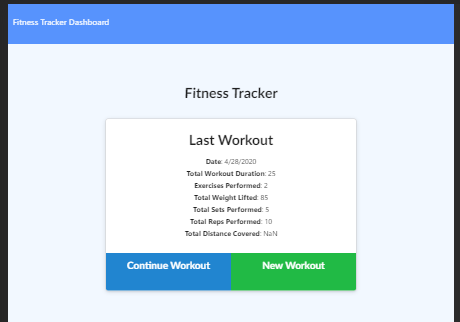 Fitness Tracker Dashboard
Fitness Tracker
Last Workout
Date: 4/28/2020
Total Workout Duration: 25
Exercises Performed: 2
Total Weight Lifted: 85
Total Sets Performed: 5
Total Reps Performed: 10
Total Distance Covered: NaN
Continue Workout New Workout